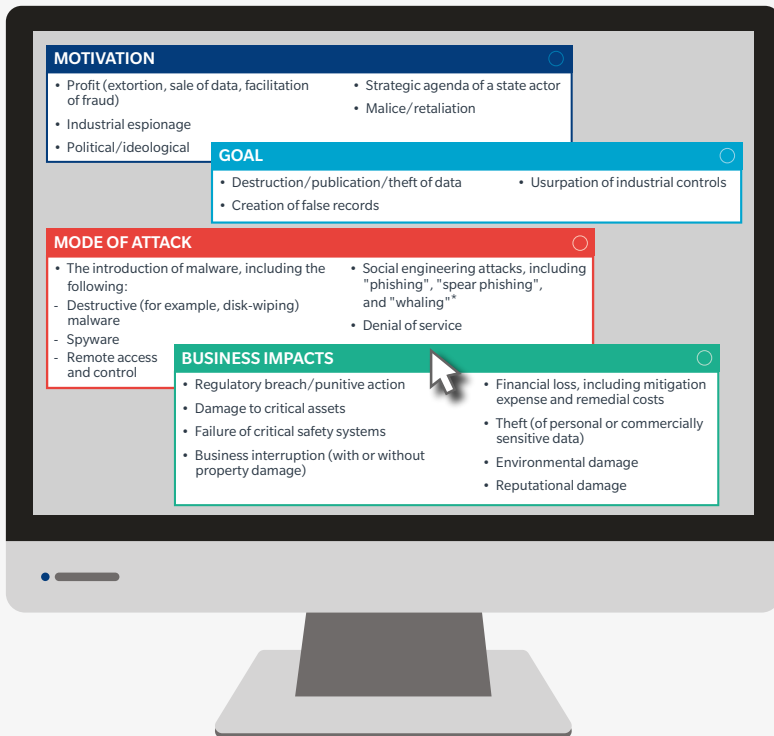 MOTIVATION
• Profit (extortion, sale of data, facilitation
of fraud)
• Industrial espionage
• Political/ideological
• Strategic agenda of a state actor
• Malice/retaliation
GOAL
• Destruction/publication/theft of data
• Creation of false records
• Usurpation of industrial controls
MODE OF ATTACK
• The introduction of malware, including the
following:
- Destructive (for example, disk-wiping)
malware
- Spyware
- Remote access
and control
• Social engineering attacks, including
"phishing", "spear phishing",
and "whaling"*
• Denial of service
BUSINESS IMPACTS
• Regulatory breach/punitive action
• Damage to critical assets
• Failure of critical safety systems
• Business interruption (with or without
property damage)
• Financial loss, including mitigation
expense and remedial costs
• Theft (of personal or commercially
sensitive data)
• Environmental damage
• Reputational damage